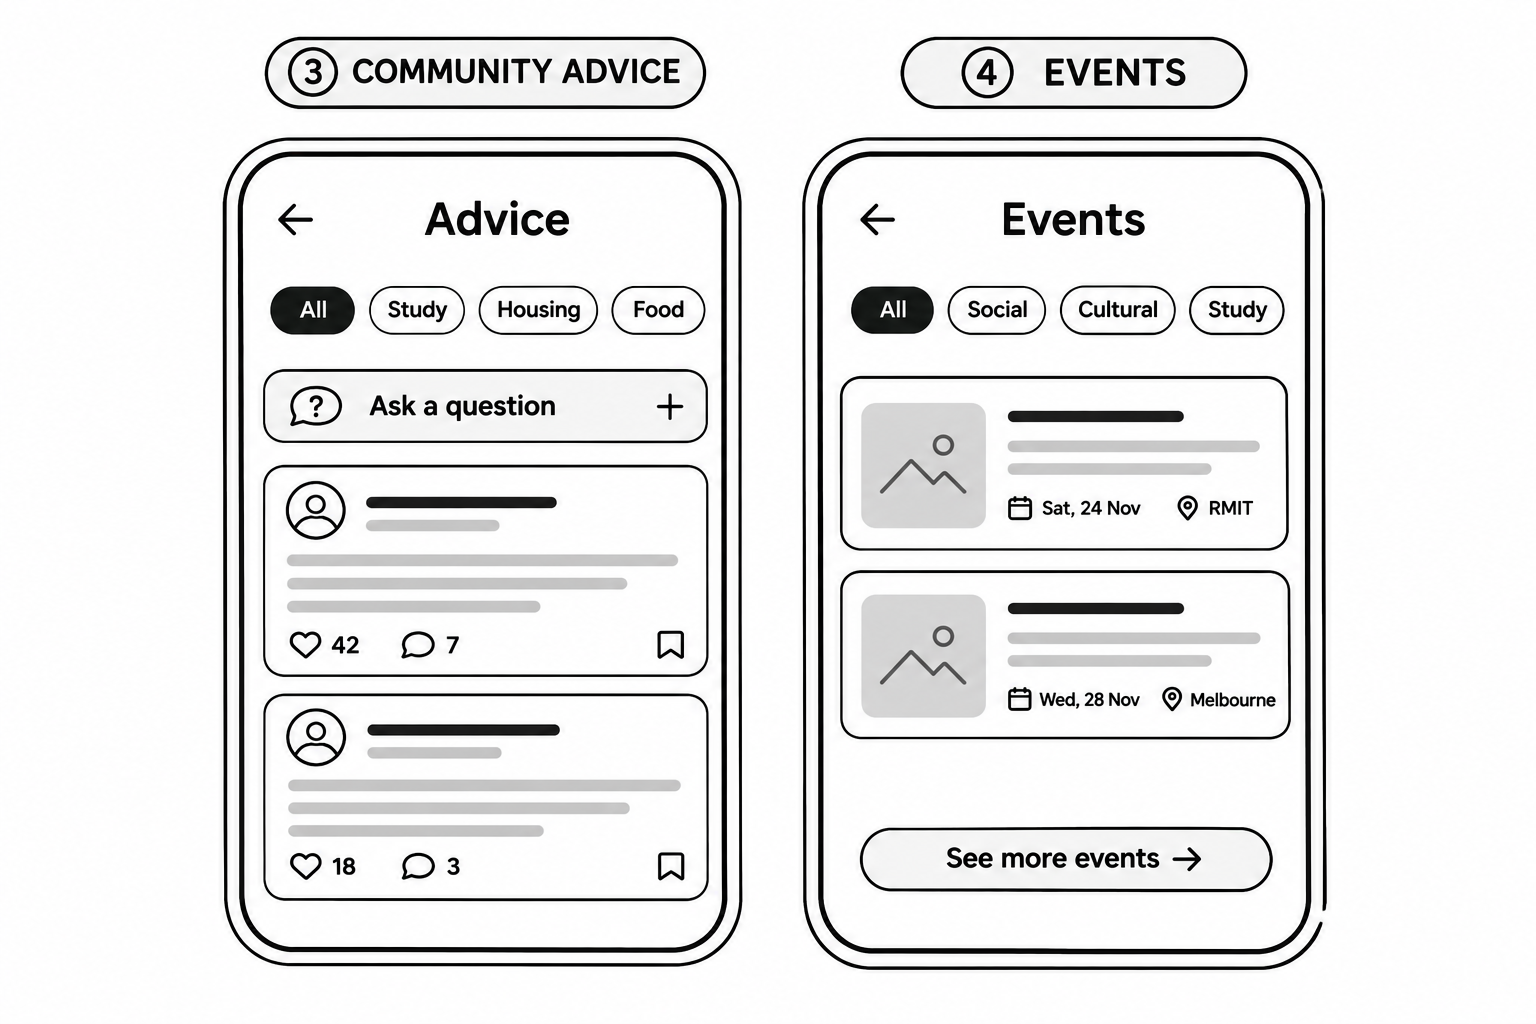 3 COMMUNITY ADVICE
Advice
All Study Housing Food
? Ask a question +
42 7
18 3
4 EVENTS
Events
All Social Cultural Study
Sat, 24 Nov RMIT
Wed, 28 Nov Melbourne
See more events →